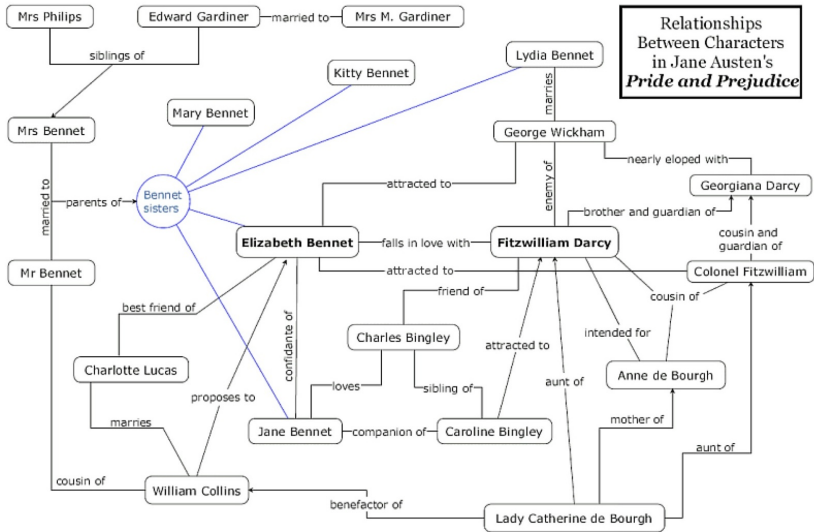 Mrs Philips
Edward Gardiner
married to
Mrs M. Gardiner
Relationships
Between Characters
in Jane Austen's
Pride and Prejudice
siblings of
Lydia Bennet
Kitty Bennet
Mary Bennet
marries
Mrs Bennet
George Wickham
nearly eloped with
Georgiana Darcy
attracted to
enemy of
married to
parents of
Bennet
sisters
brother and guardian of
Elizabeth Bennet
falls in love with
Fitzwilliam Darcy
cousin and
guardian of
Mr Bennet
attracted to
Colonel Fitzwilliam
friend of
cousin of
best friend of
confidante of
Charles Bingley
attracted to
intended for
Charlotte Lucas
proposes to
loves
sibling of
aunt of
Anne de Bourgh
marries
Jane Bennet
companion of
Caroline Bingley
mother of
aunt of
cousin of
William Collins
benefactor of
Lady Catherine de Bourgh